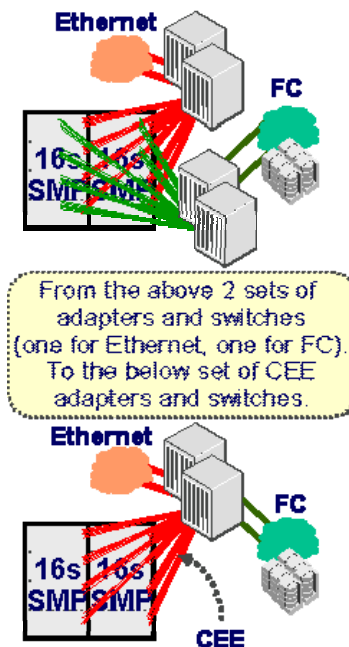 Ethernet
FC
16s 16s
SMP SMP
From the above 2 sets of
adapters and switches
(one for Ethernet, one for FC).
To the below set of CEE
adapters and switches.
Ethernet
FC
16s 16s
SMP SMP
CEE